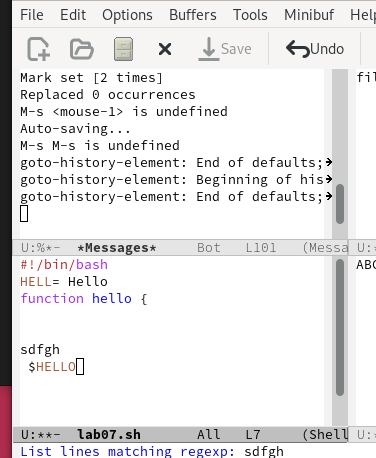 File Edit Options Buffers Tools Minibuf Help
Save Undo
Mark set [2 times]
Replaced 0 occurrences
M-s <mouse-1> is undefined
Auto-saving...
M-s M-s is undefined
goto-history-element: End of defaults;
goto-history-element: Beginning of his
goto-history-element: End of defaults;
U:%*- *Messages* Bot L101 (Messa
#!/bin/bash
HELL= Hello
function hello {
sdfgh
$HELLO
U:**- lab07.sh All L7 (Shell
List lines matching regexp: sdfgh
fil
U:
ABC
U: